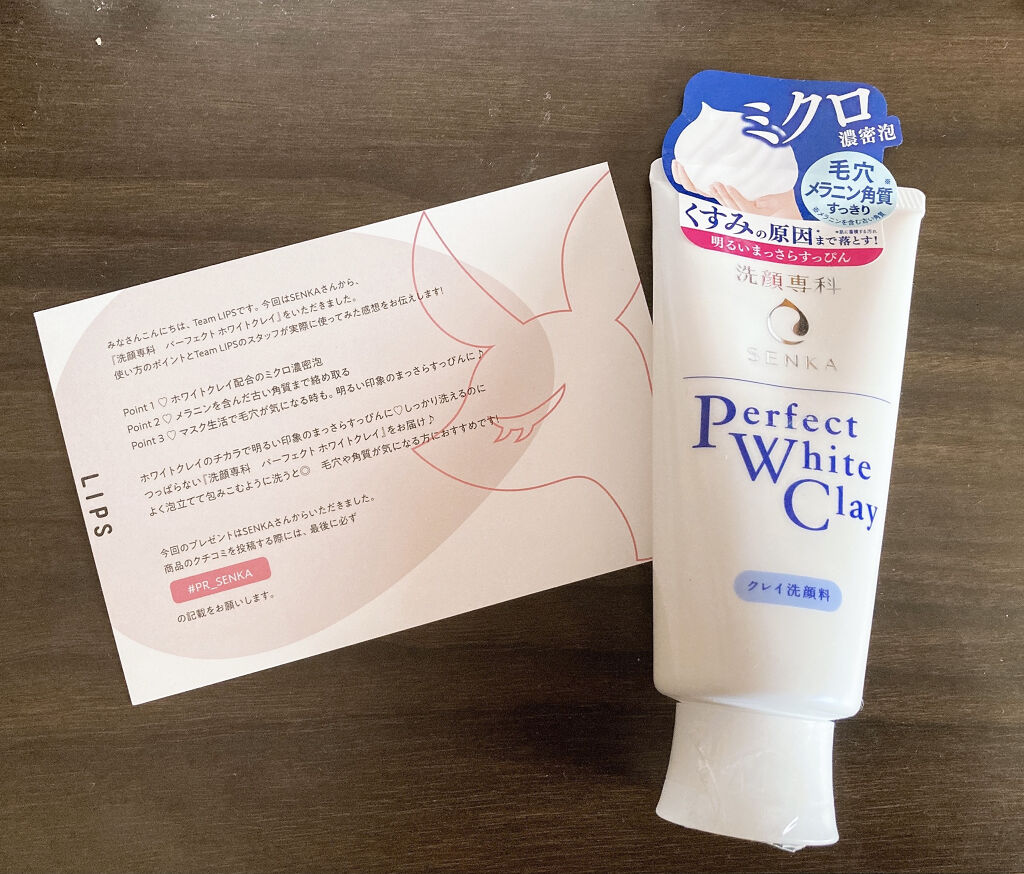 みなさんこんにちは、Team LIPSです。今回はSENKAさんから、
『洗顔専科　パーフェクト ホワイトクレイ』をいただきました。
使い方のポイントとTeam LIPSのスタッフが実際に使ってみた感想をお伝えします!
Point 1 ♡ ホワイトクレイ配合のミクロ濃密泡
Point 2 ♡ メラニンを含んだ古い角質まで絡め取る
Point 3 ♡ マスク生活で毛穴が気になる時も。明るい印象のまっさらすっぴんに♪
ホワイトクレイのチカラで明るい印象のまっさらすっぴんに♡しっかり洗えるのに
つっぱらない『洗顔専科　パーフェクト ホワイトクレイ』をお届け♪
よく泡立てて包みこむように洗うと◎　毛穴や角質が気になる方におすすめです!
今回のプレゼントはSENKAさんからいただきました。
商品のクチコミを投稿する際には、最後に必ず
#PR_SENKA
の記載をお願いします。
LIPS
ミクロ
濃密泡
毛穴
メラニン角質※
すっきり
※メラニンを含む古い角質
くすみの原因*まで落とす!
*肌に蓄積する汚れ
明るいまっさらすっぴん
洗顔専科
SENKA
Perfect
White
Clay
クレイ洗顔料